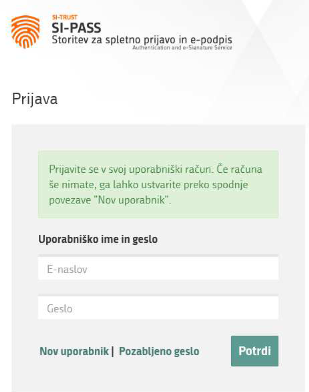 SI-TRUST
SI-PASS
Storitev za spletno prijavo in e-podpis
Authentication and e-Signature Service
Prijava
Prijavite se v svoj uporabniški račun. Če računa
še nimate, ga lahko ustvarite preko spodnje
povezave "Nov uporabnik".
Uporabniško ime in geslo
E-naslov
Geslo
Nov uporabnik | Pozabljeno geslo Potrdi